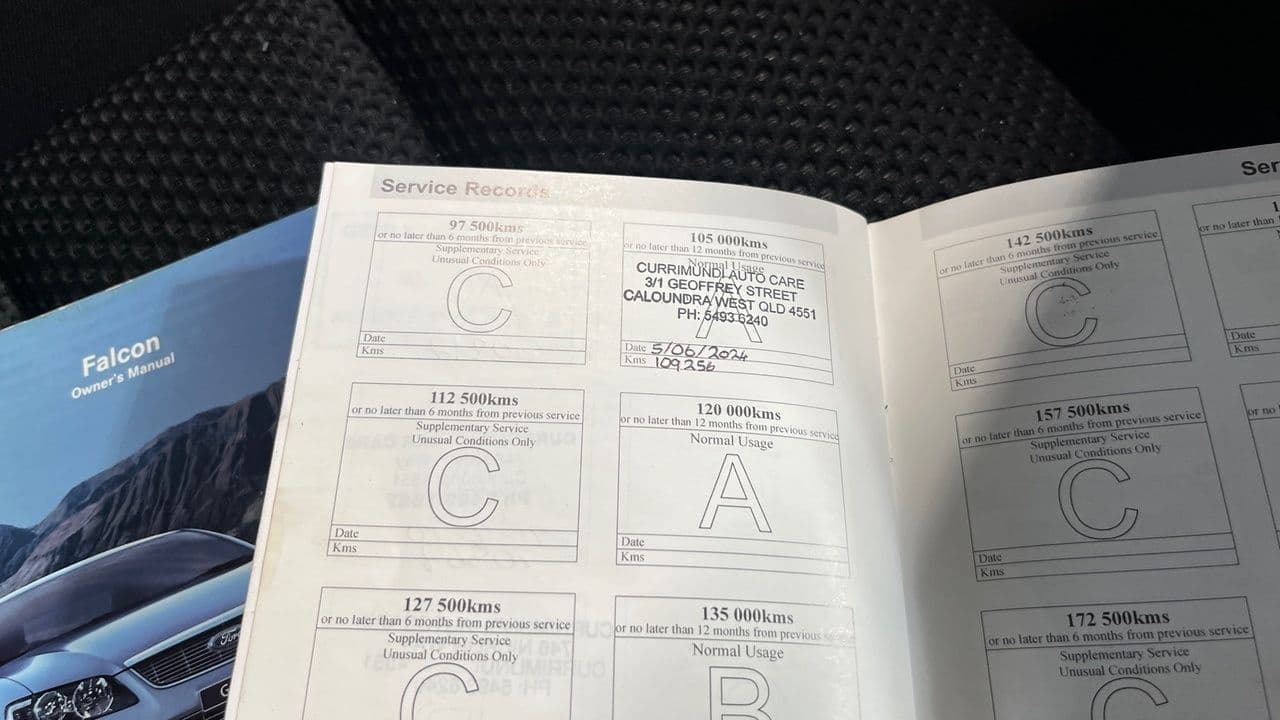 Falcon
Owner's Manual
Ford
G
Service Records
97 500kms
or no later than 6 months from previous service
Supplementary Service
Unusual Conditions Only
C
Date
Kms
105 000kms
or no later than 12 months from previous service
Normal Usage
CURRIMUNDI AUTO CARE
3/1 GEOFFREY STREET
CALOUNDRA WEST QLD 4551
PH: 5493 6240
A
Date 5/06/2024
Kms 109256
112 500kms
or no later than 6 months from previous service
Supplementary Service
Unusual Conditions Only
C
Date
Kms
120 000kms
or no later than 12 months from previous service
Normal Usage
A
Date
Kms
127 500kms
or no later than 6 months from previous service
Supplementary Service
Unusual Conditions Only
C
135 000kms
or no later than 12 months from previous
Normal Usage
B
Ser
142 500kms
or no later than 6 months from previous service
Supplementary Service
Unusual Conditions Only
C
Date
Kms
1
or no later than
Date
Kms
157 500kms
or no later than 6 months from previous service
Supplementary Service
Unusual Conditions Only
C
Date
Kms
or no
172 500kms
or no later than 6 months from previous service
Supplementary Service
Unusual Conditions Only
C